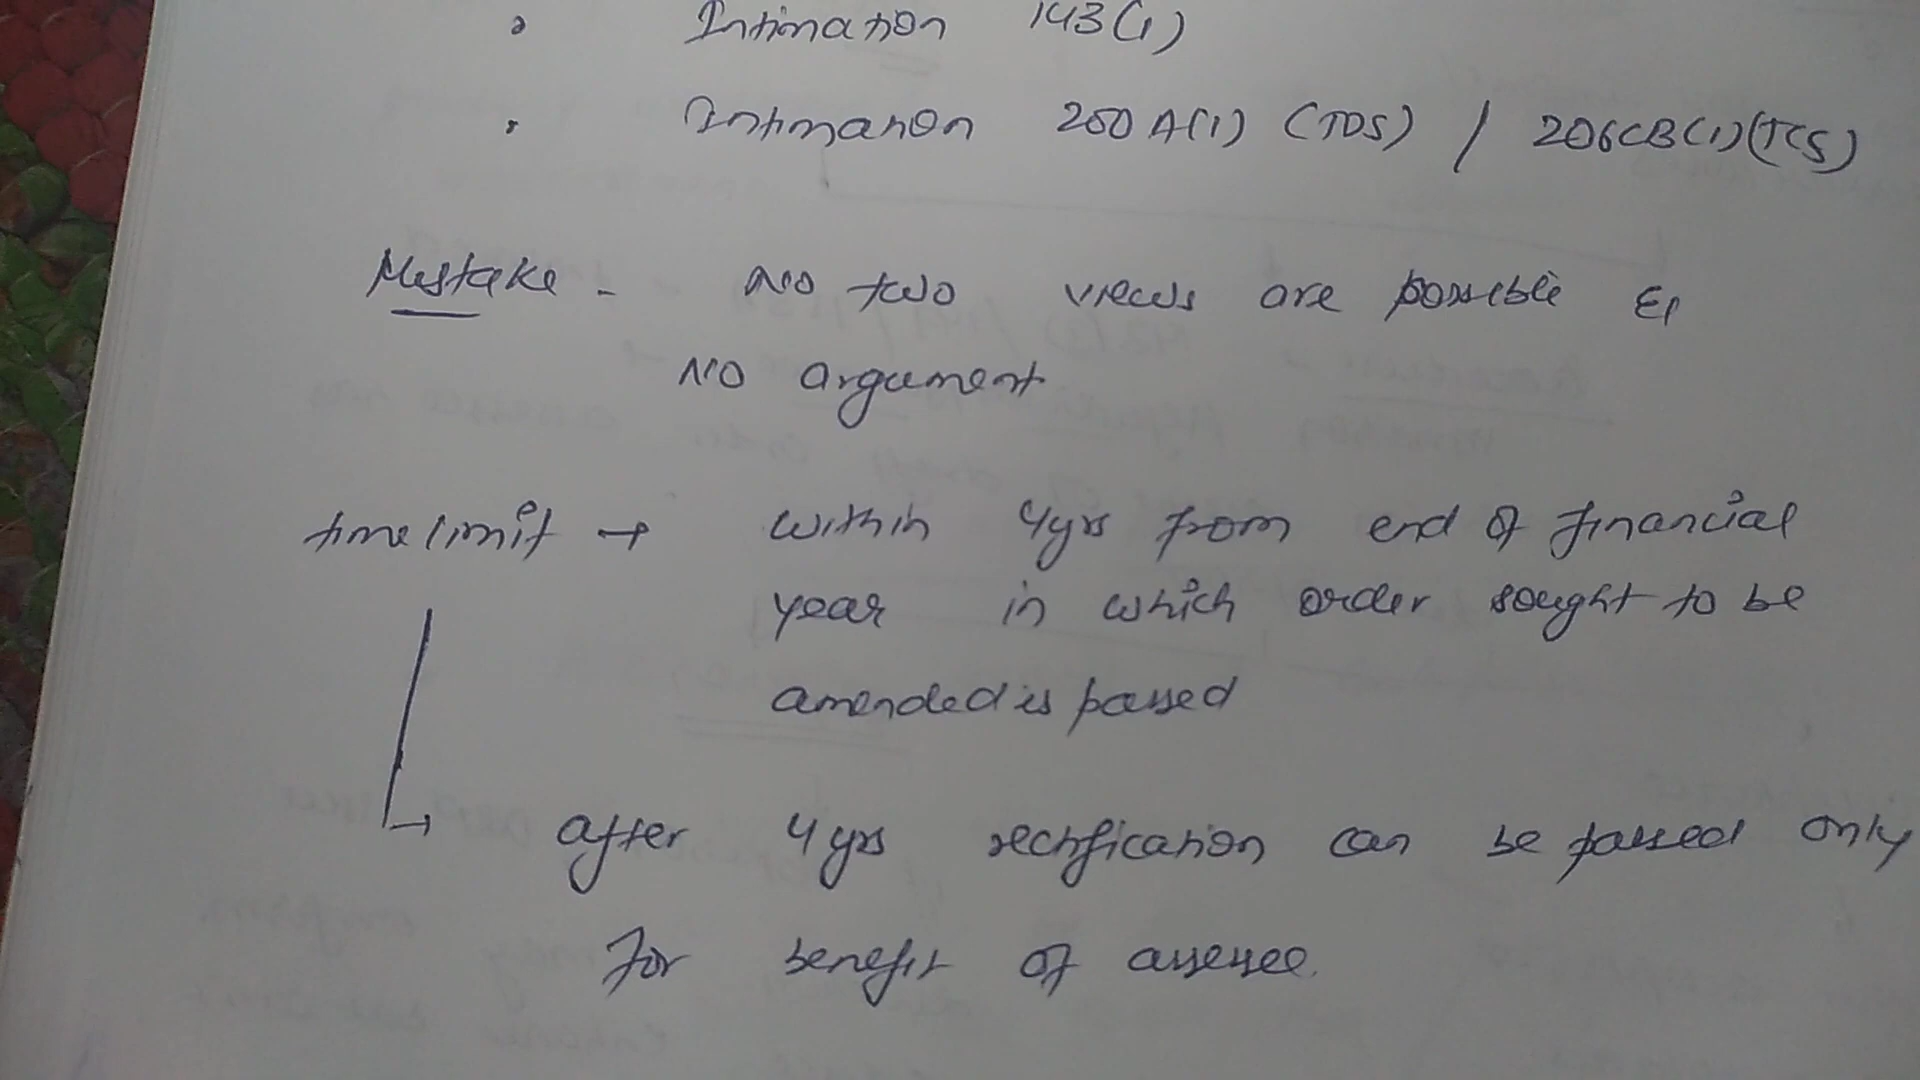 Intimation 143(1)
Intimation 200A(1) (TDS) / 206CB(1)(TCS)
Mistake - No two views are possible &
No argument
time limit → within 4yrs from end of financial
year in which order sought to be
amended is passed
after 4 yrs rectification can be passed only
for benefit of assessee.